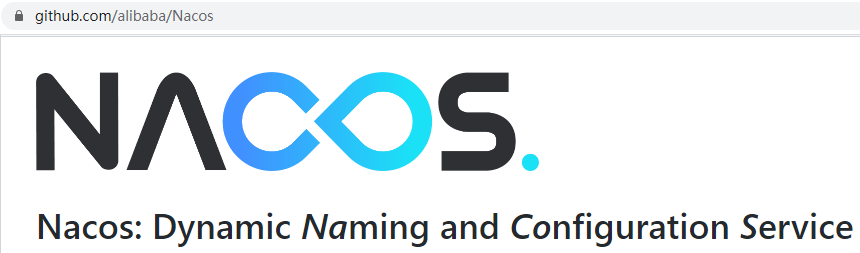 github.com/alibaba/Nacos
NACOS.
Nacos: Dynamic Naming and Configuration Service